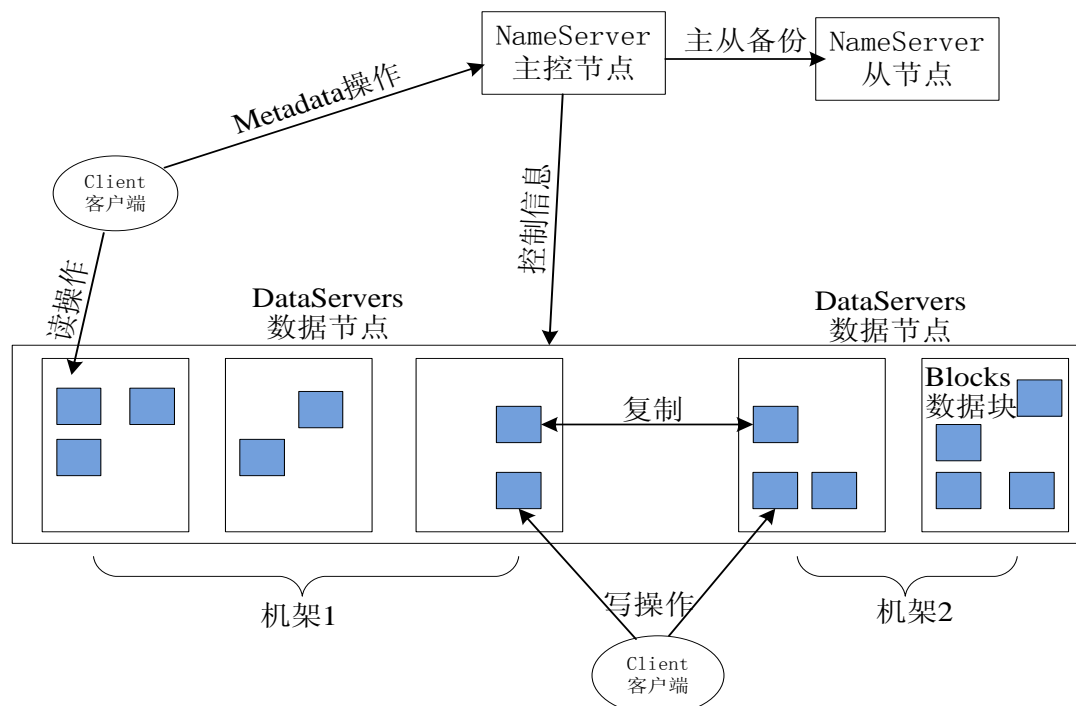 NameServer
主控节点
主从备份
NameServer
从节点
Metadata操作
Client
客户端
控制信息
读操作
DataServers
数据节点
DataServers
数据节点
Blocks
数据块
复制
机架1
写操作
机架2
Client
客户端